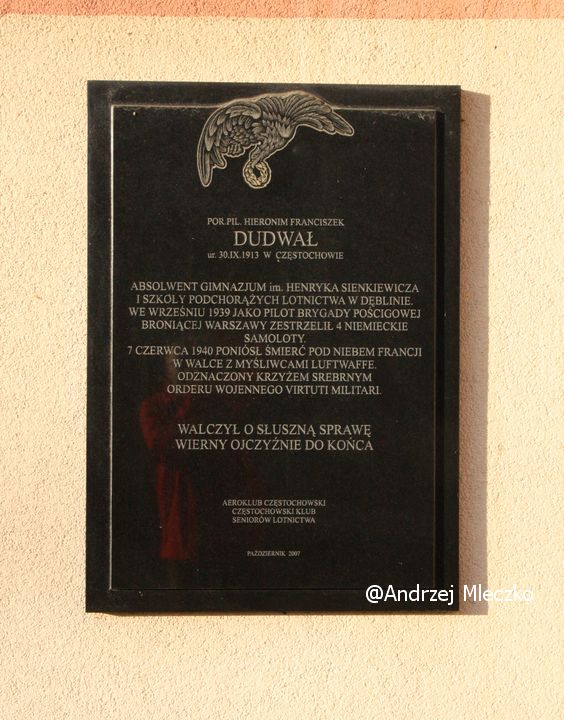 POR.PIL. HIERONIM FRANCISZEK
DUDWAŁ
ur. 30.IX.1913 W CZĘSTOCHOWIE
ABSOLWENT GIMNAZJUM im. HENRYKA SIENKIEWICZA
I SZKOŁY PODCHORĄŻYCH LOTNICTWA W DĘBLINIE.
WE WRZEŚNIU 1939 JAKO PILOT BRYGADY POŚCIGOWEJ
BRONIĄCEJ WARSZAWY ZESTRZELIŁ 4 NIEMIECKIE
SAMOLOTY.
7 CZERWCA 1940 PONIÓSŁ ŚMIERĆ POD NIEBEM FRANCJI
W WALCE Z MYŚLIWCAMI LUFTWAFFE.
ODZNACZONY KRZYŻEM SREBRNYM
ORDERU WOJENNEGO VIRTUTI MILITARI.
WALCZYŁ O SŁUSZNĄ SPRAWĘ
WIERNY OJCZYŹNIE DO KOŃCA
AEROKLUB CZĘSTOCHOWSKI
CZĘSTOCHOWSKI KLUB
SENIORÓW LOTNICTWA
PAŹDZIERNIK 2007
@Andrzej Mleczko